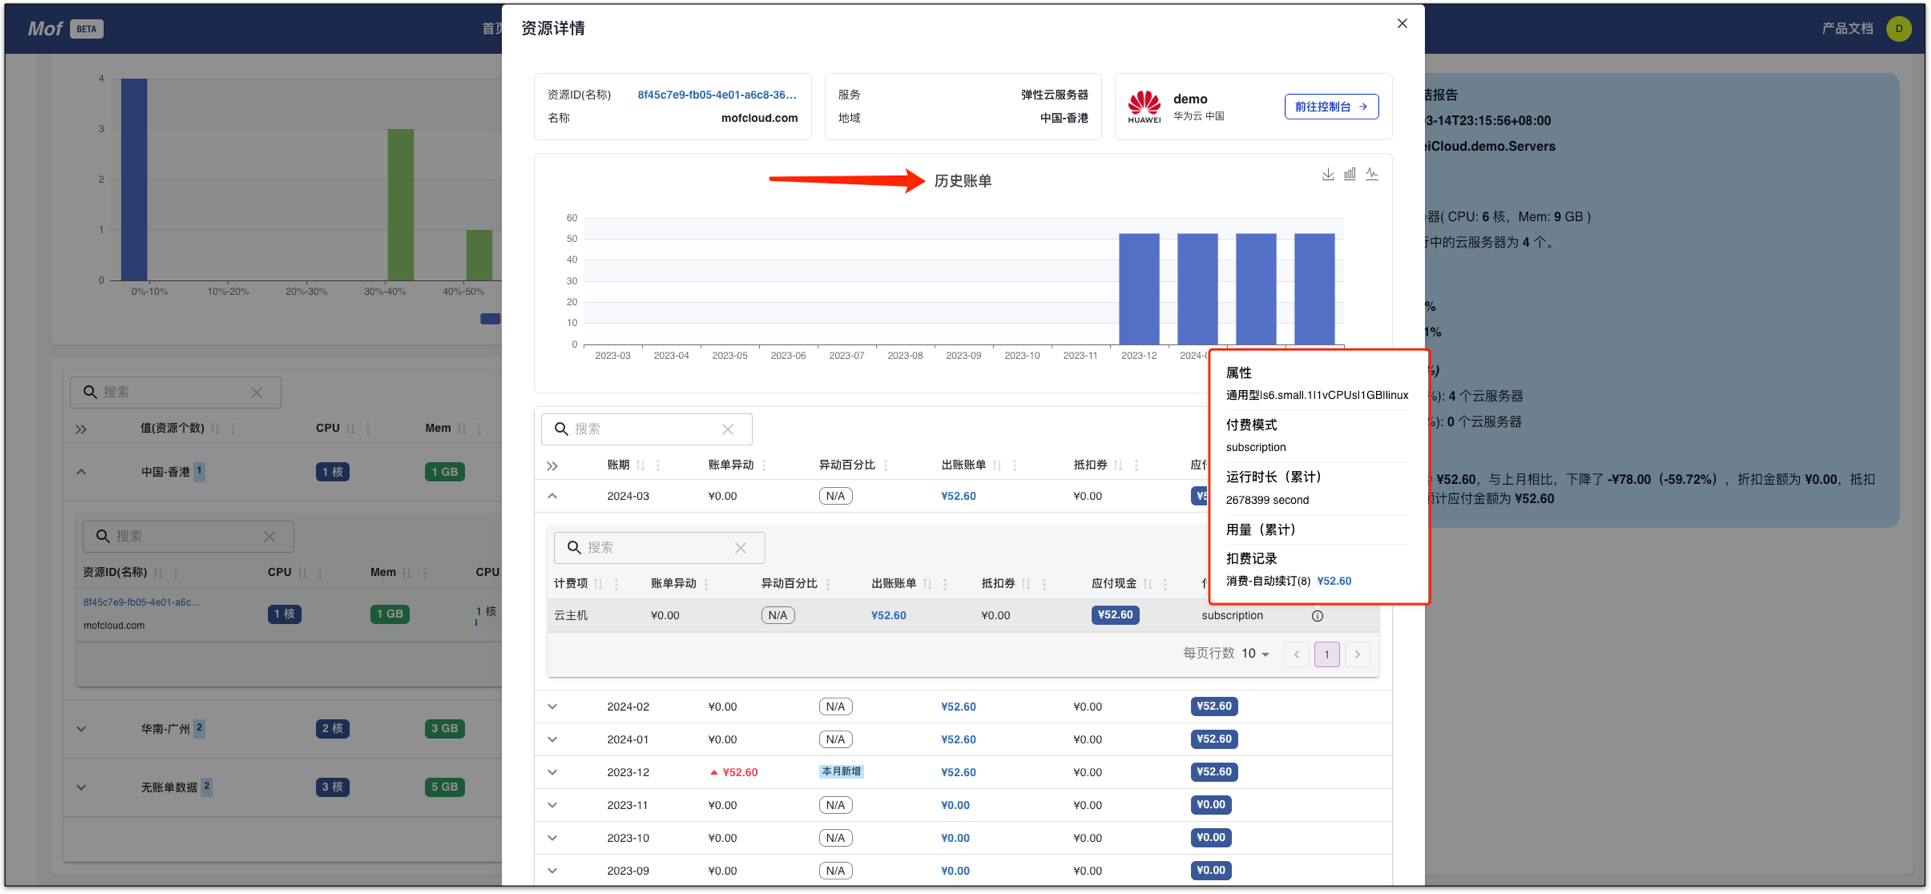 Mof BETA
首页
产品文档 D
资源详情
资源ID(名称) 8f45c7e9-fb05-4e01-a6c8-36...
名称 mofcloud.com
服务 弹性云服务器
地域 中国-香港
HUAWEI
demo
华为云 中国
前往控制台 →
历史账单
60
50
40
30
20
10
0
2023-03 2023-04 2023-05 2023-06 2023-07 2023-08 2023-09 2023-10 2023-11 2023-12 2024-0
搜索
账期 账单异动 异动百分比 出账账单 抵扣券 应付
2024-03 ¥0.00 N/A ¥52.60 ¥0.00 ¥5
搜索
计费项 账单异动 异动百分比 出账账单 抵扣券 应付现金
云主机 ¥0.00 N/A ¥52.60 ¥0.00 ¥52.60 subscription
每页行数 10 1
2024-02 ¥0.00 N/A ¥52.60 ¥0.00 ¥52.60
2024-01 ¥0.00 N/A ¥52.60 ¥0.00 ¥52.60
2023-12 ¥52.60 本月新增 ¥52.60 ¥0.00 ¥52.60
2023-11 ¥0.00 N/A ¥0.00 ¥0.00 ¥0.00
2023-10 ¥0.00 N/A ¥0.00 ¥0.00 ¥0.00
2023-09 ¥0.00 N/A ¥0.00 ¥0.00 ¥0.00
属性
通用型|s6.small.1|1vCPUs|1GB|linux
付费模式
subscription
运行时长（累计）
2678399 second
用量（累计）
扣费记录
消费-自动续订(8) ¥52.60
4
3
2
1
0
0%-10% 10%-20% 20%-30% 30%-40% 40%-50%
搜索
值(资源个数) CPU Mem
中国-香港 1 1 核 1 GB
搜索
资源ID(名称) CPU Mem CPU
8f45c7e9-fb05-4e01-a6c...
mofcloud.com
1 核 1 GB 1 核
华南-广州 2 2 核 3 GB
无账单数据 2 3 核 5 GB
结报告
3-14T23:15:56+08:00
eiCloud.demo.Servers
器( CPU: 6 核，Mem: 9 GB )
行中的云服务器为 4 个。
%
1%
%)
%): 4 个云服务器
%): 0 个云服务器
¥52.60，与上月相比，下降了 -¥78.00（-59.72%），折扣金额为 ¥0.00，抵扣
计应付金额为 ¥52.60